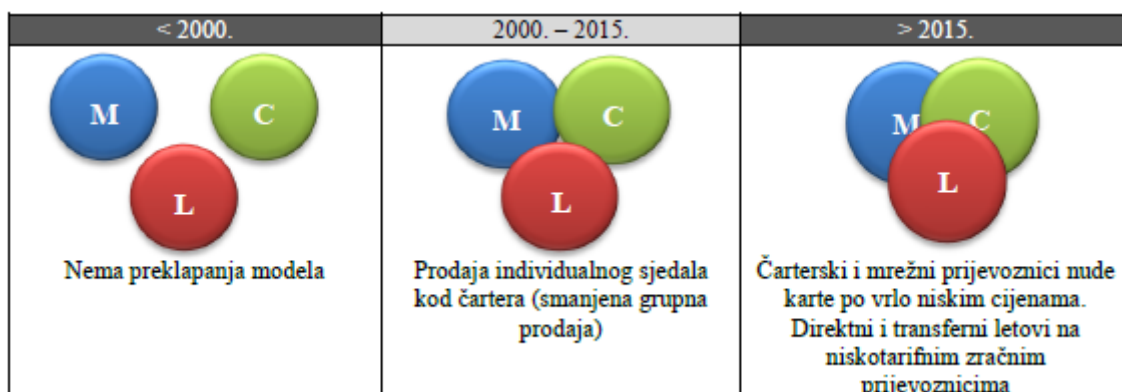 < 2000.
2000. – 2015.
> 2015.
M
C
L
Nema preklapanja modela
M
C
L
Prodaja individualnog sjedala
kod čartera (smanjena grupna
prodaja)
M
C
L
Čarterski i mrežni prijevoznici nude
karte po vrlo niskim cijenama.
Direktni i transferni letovi na
niskotarifnim zračnim
prijevoznicima